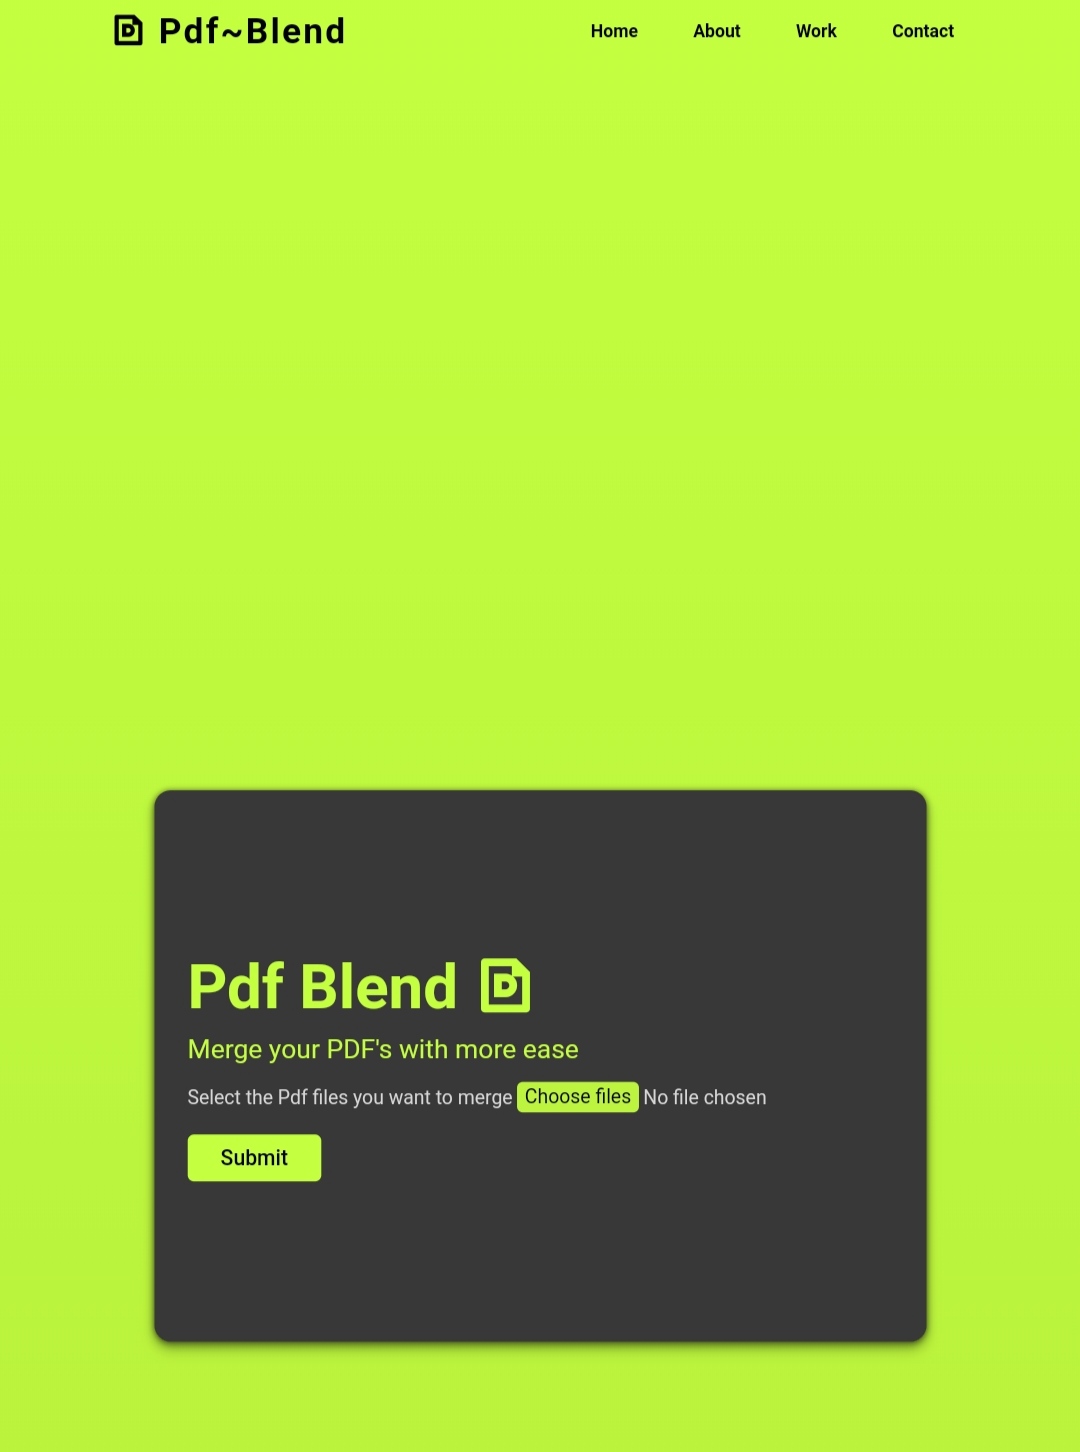 Pdf~Blend Home About Work Contact
Pdf Blend
Merge your PDF's with more ease
Select the Pdf files you want to merge Choose files No file chosen
Submit